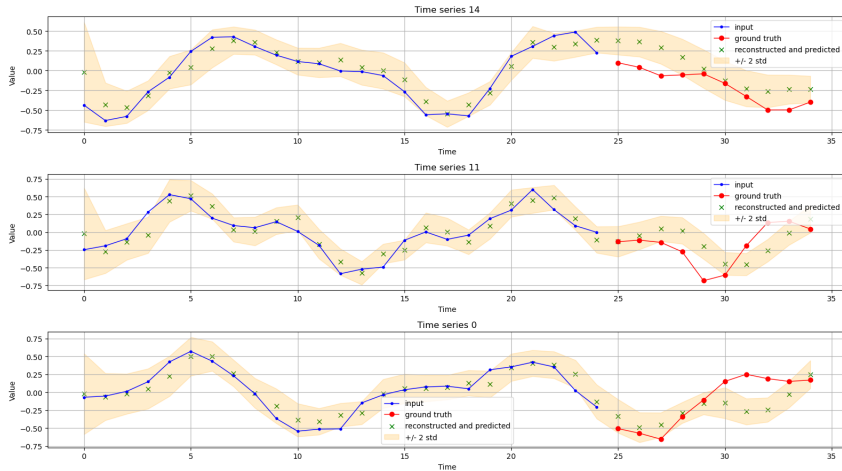 Time series 14
Value
0.50
0.25
0.00
-0.25
-0.50
-0.75
0
5
10
15
20
25
30
35
Time
input
ground truth
reconstructed and predicted
+/- 2 std
Time series 11
Value
0.75
0.50
0.25
0.00
-0.25
-0.50
-0.75
0
5
10
15
20
25
30
35
Time
input
ground truth
reconstructed and predicted
+/- 2 std
Time series 0
Value
0.75
0.50
0.25
0.00
-0.25
-0.50
-0.75
0
5
10
15
20
25
30
35
Time
input
ground truth
reconstructed and predicted
+/- 2 std